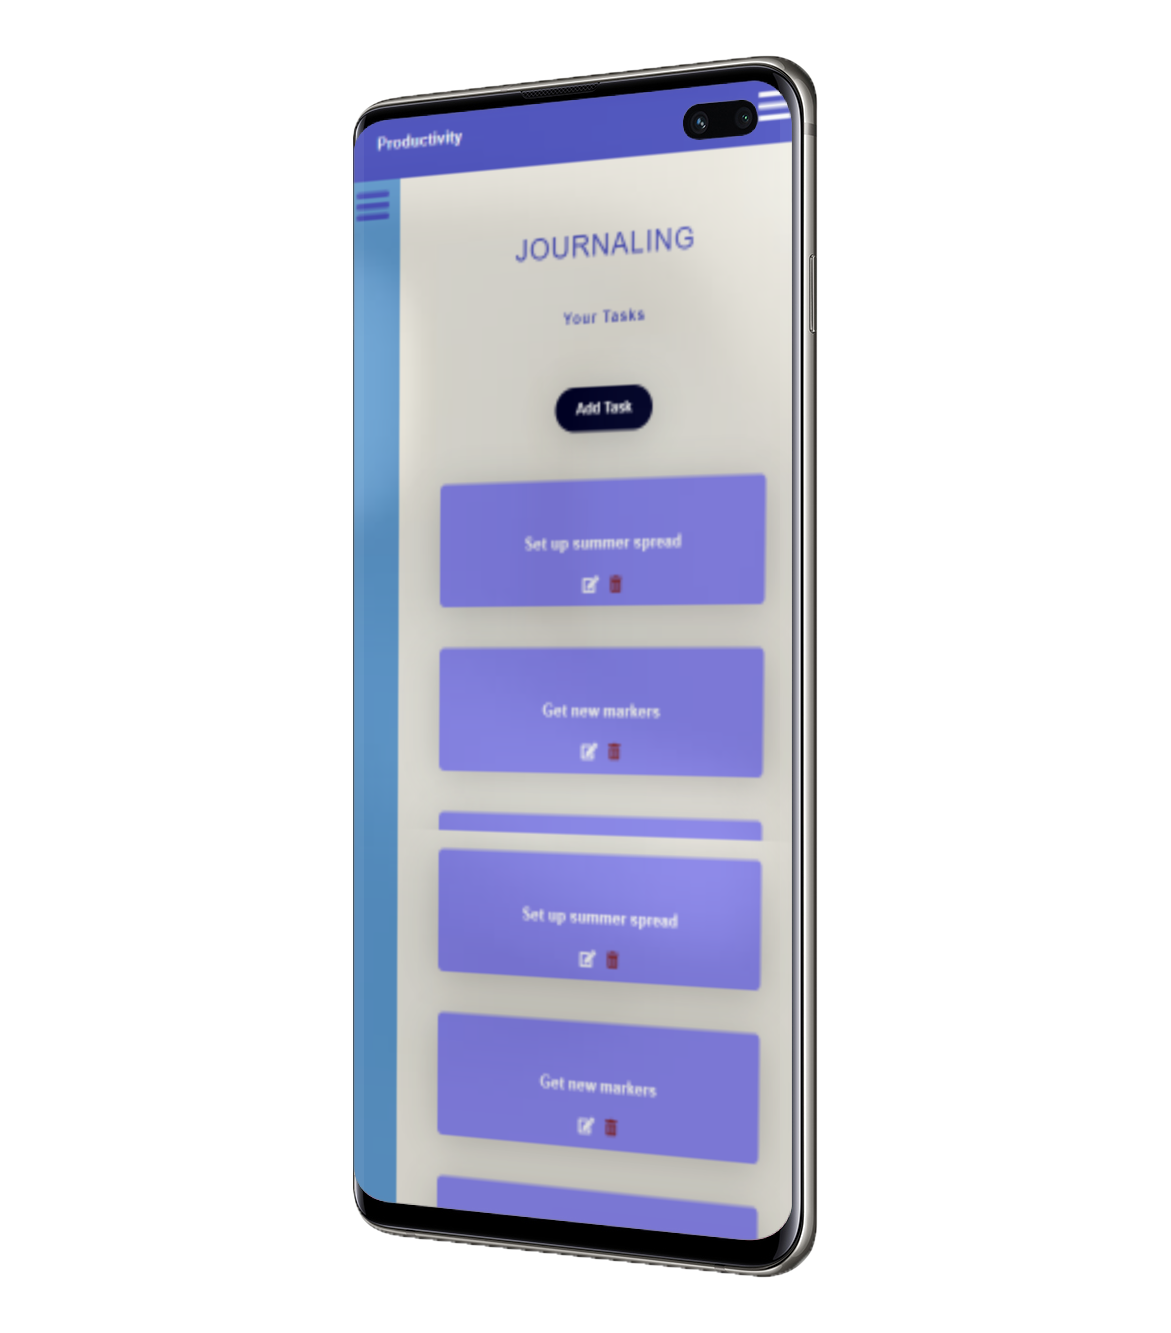 Productivity
JOURNALING
Your Tasks
Add Task
Set up summer spread
Get new markers
Set up summer spread
Get new markers